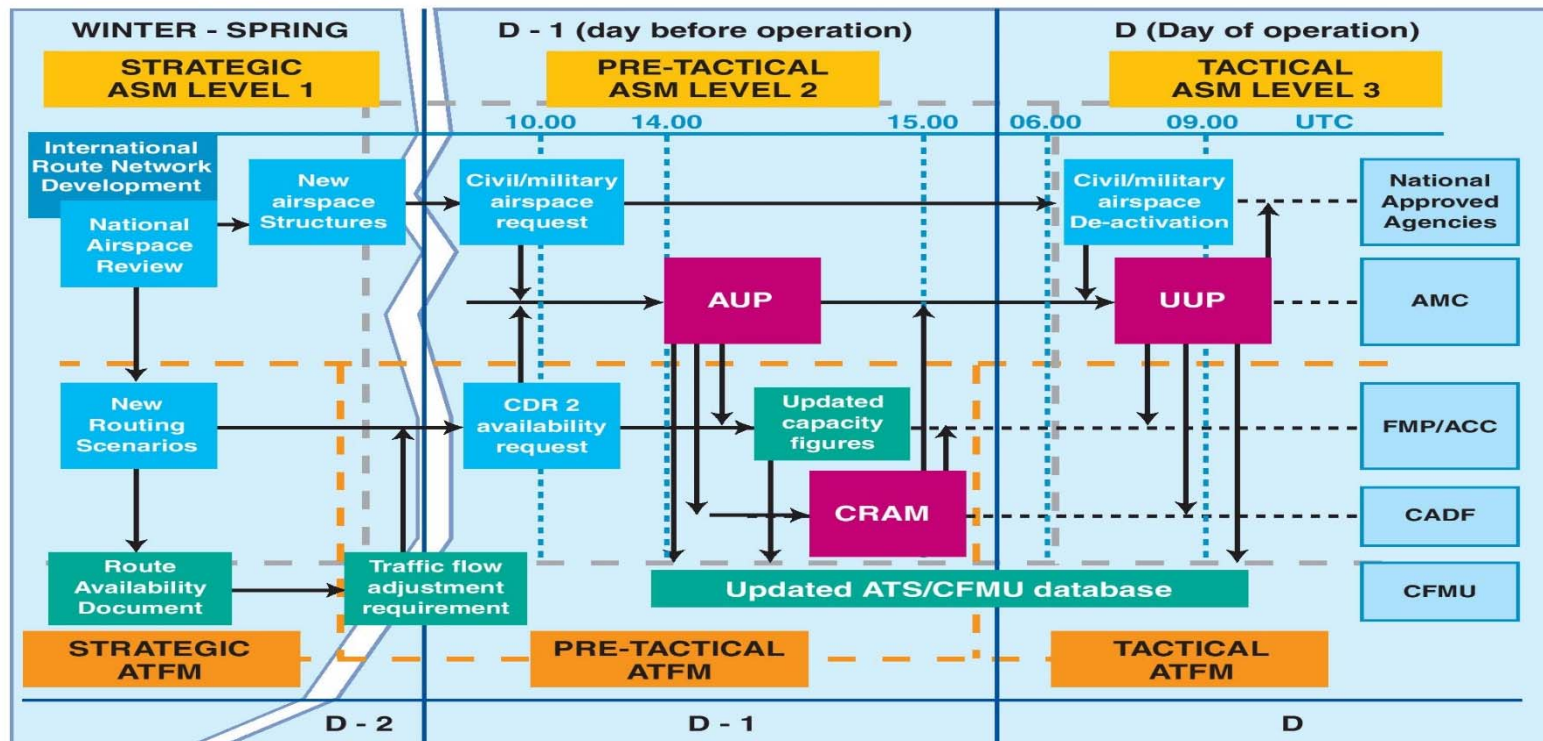 WINTER - SPRING
D - 1 (day before operation)
D (Day of operation)
STRATEGIC
ASM LEVEL 1
PRE-TACTICAL
ASM LEVEL 2
TACTICAL
ASM LEVEL 3
10.00
14.00
15.00
06.00
09.00
UTC
International
Route Network
Development
National
Airspace
Review
New
airspace
Structures
Civil/military
airspace
request
Civil/military
airspace
De-activation
National
Approved
Agencies
AUP
UUP
AMC
New
Routing
Scenarios
CDR 2
availability
request
Updated
capacity
figures
FMP/ACC
CRAM
CADF
Route
Availability
Document
Traffic flow
adjustment
requirement
Updated ATS/CFMU database
CFMU
STRATEGIC
ATFM
PRE-TACTICAL
ATFM
TACTICAL
ATFM
D - 2
D - 1
D